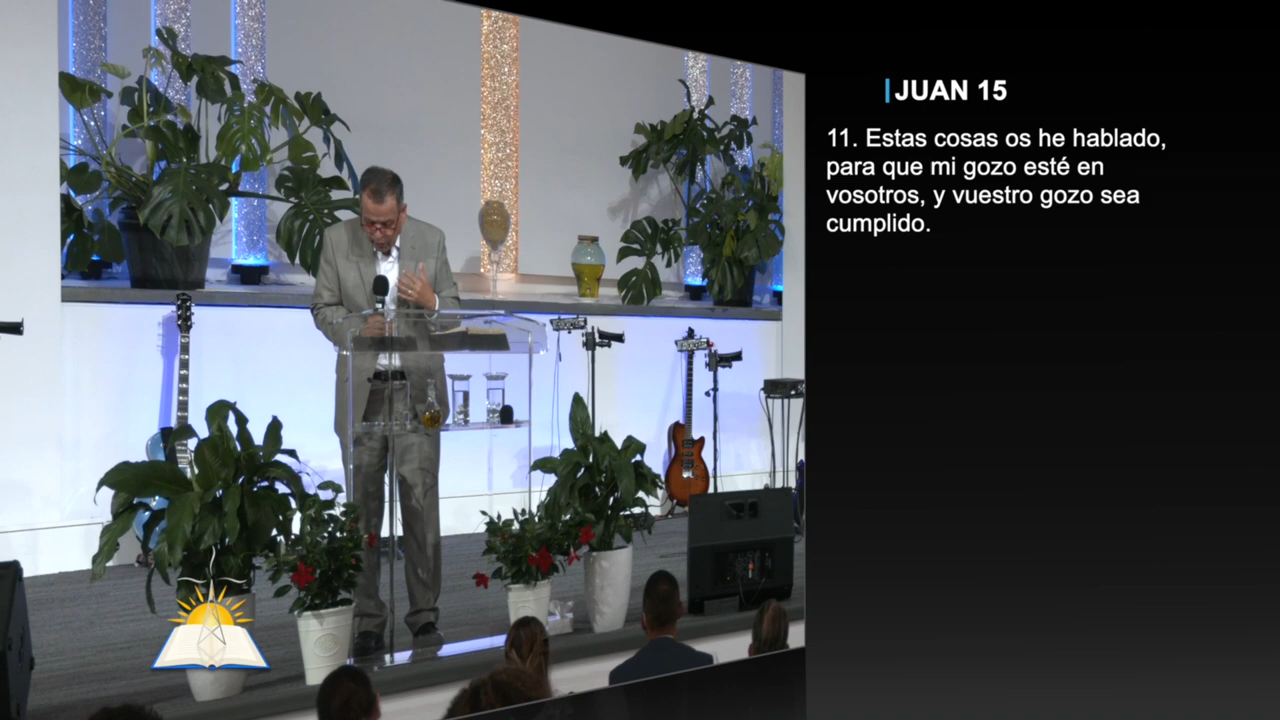 JUAN 15
11. Estas cosas os he hablado,
para que mi gozo esté en
vosotros, y vuestro gozo sea
cumplido.